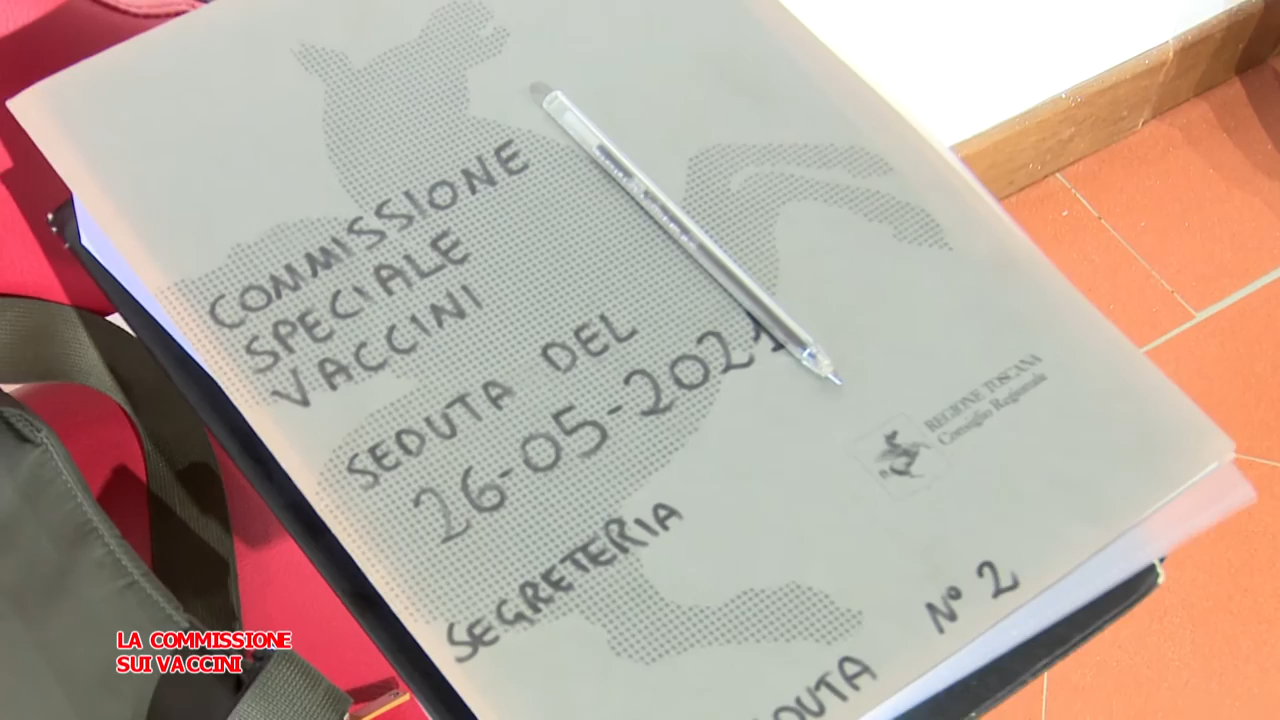 COMMISSIONE
SPECIALE
VACCINI
SEDUTA DEL
26-05-2021
REGIONE TOSCANA
Consiglio Regionale
SEGRETERIA
N° 2
LA COMMISSIONE
SUI VACCINI